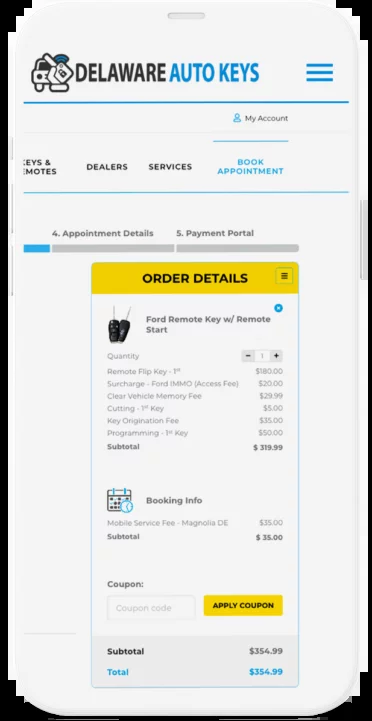 DELAWARE AUTO KEYS
My Account
KEYS &
EMOTES
DEALERS
SERVICES
BOOK
APPOINTMENT
4. Appointment Details
5. Payment Portal
ORDER DETAILS
Ford Remote Key w/ Remote
Start
Quantity - 1 +
Remote Flip Key - 1st $180.00
Surcharge - Ford IMMO (Access Fee) $20.00
Clear Vehicle Memory Fee $29.99
Cutting - 1st Key $5.00
Key Origination Fee $35.00
Programming - 1st Key $50.00
Subtotal $ 319.99
Booking Info
Mobile Service Fee - Magnolia DE $35.00
Subtotal $ 35.00
Coupon:
Coupon code
APPLY COUPON
Subtotal $354.99
Total $354.99